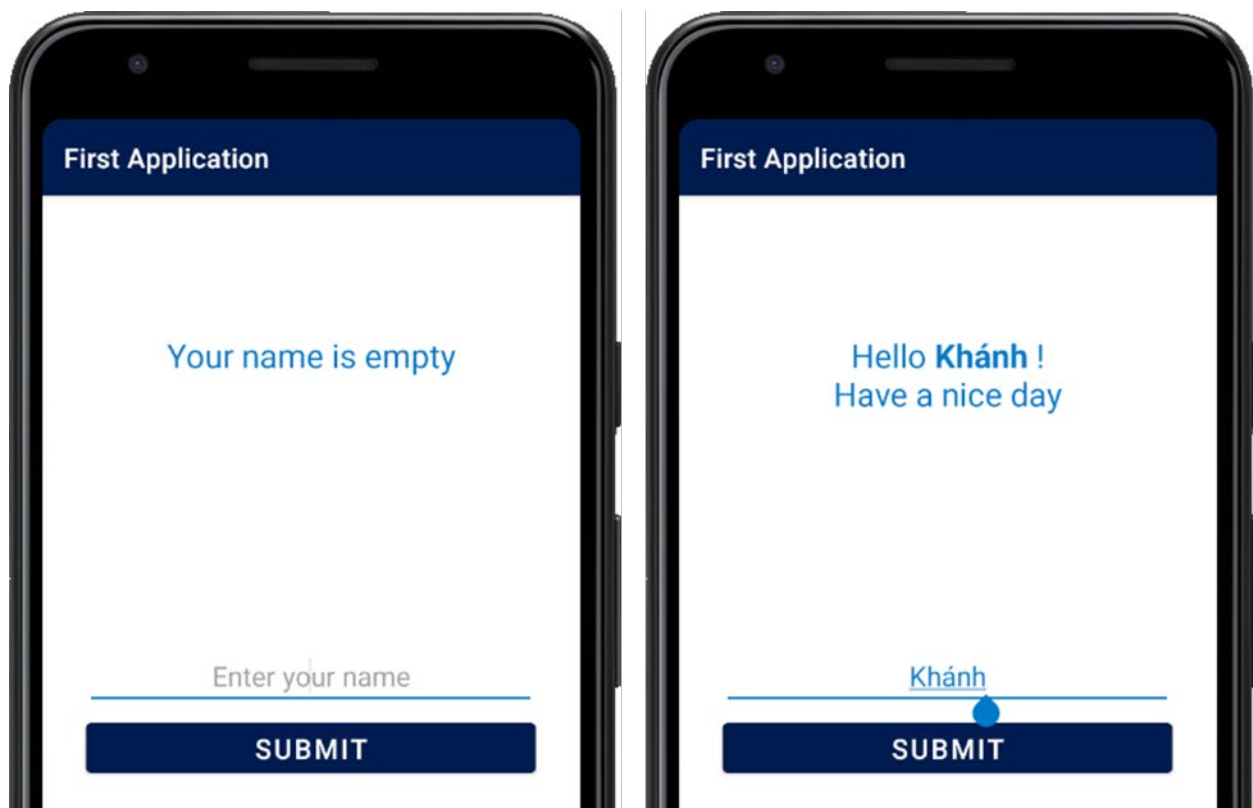 First Application
Your name is empty
Enter your name
SUBMIT
First Application
Hello Khánh !
Have a nice day
Khánh
SUBMIT